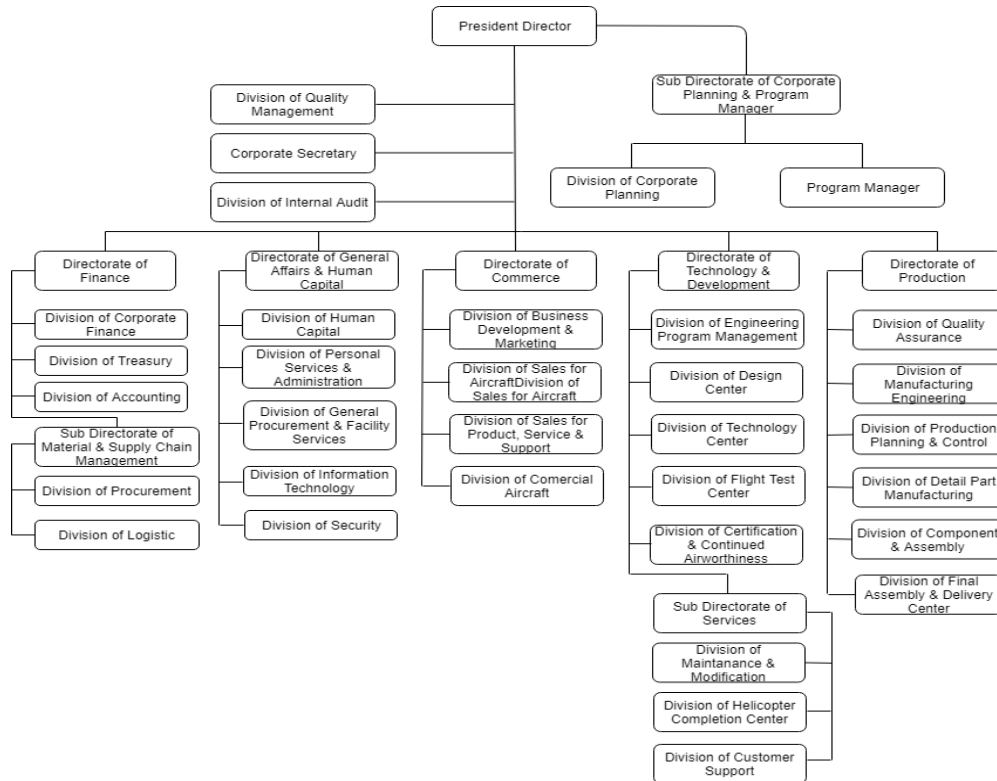 President Director
Sub Directorate of Corporate
Planning & Program
Manager
Division of Quality
Management
Corporate Secretary
Division of Internal Audit
Division of Corporate
Planning
Program Manager
Directorate of
Finance
Division of Corporate
Finance
Division of Treasury
Division of Accounting
Sub Directorate of
Material & Supply Chain
Management
Division of Procurement
Division of Logistic
Directorate of General
Affairs & Human
Capital
Division of Human
Capital
Division of Personal
Services &
Administration
Division of General
Procurement & Facility
Services
Division of Information
Technology
Division of Security
Directorate of
Commerce
Division of Business
Development &
Marketing
Division of Sales for
AircraftDivision of
Sales for Aircraft
Division of Sales for
Product, Service &
Support
Division of Comercial
Aircraft
Directorate of
Technology &
Development
Division of Engineering
Program Management
Division of Design
Center
Division of Technology
Center
Division of Flight Test
Center
Division of Certification
& Continued
Airworthiness
Sub Directorate of
Services
Division of
Maintanance &
Modification
Division of Helicopter
Completion Center
Division of Customer
Support
Directorate of
Production
Division of Quality
Assurance
Division of
Manufacturing
Engineering
Division of Production
Planning & Control
Division of Detail Part
Manufacturing
Division of Component
& Assembly
Division of Final
Assembly & Delivery
Center